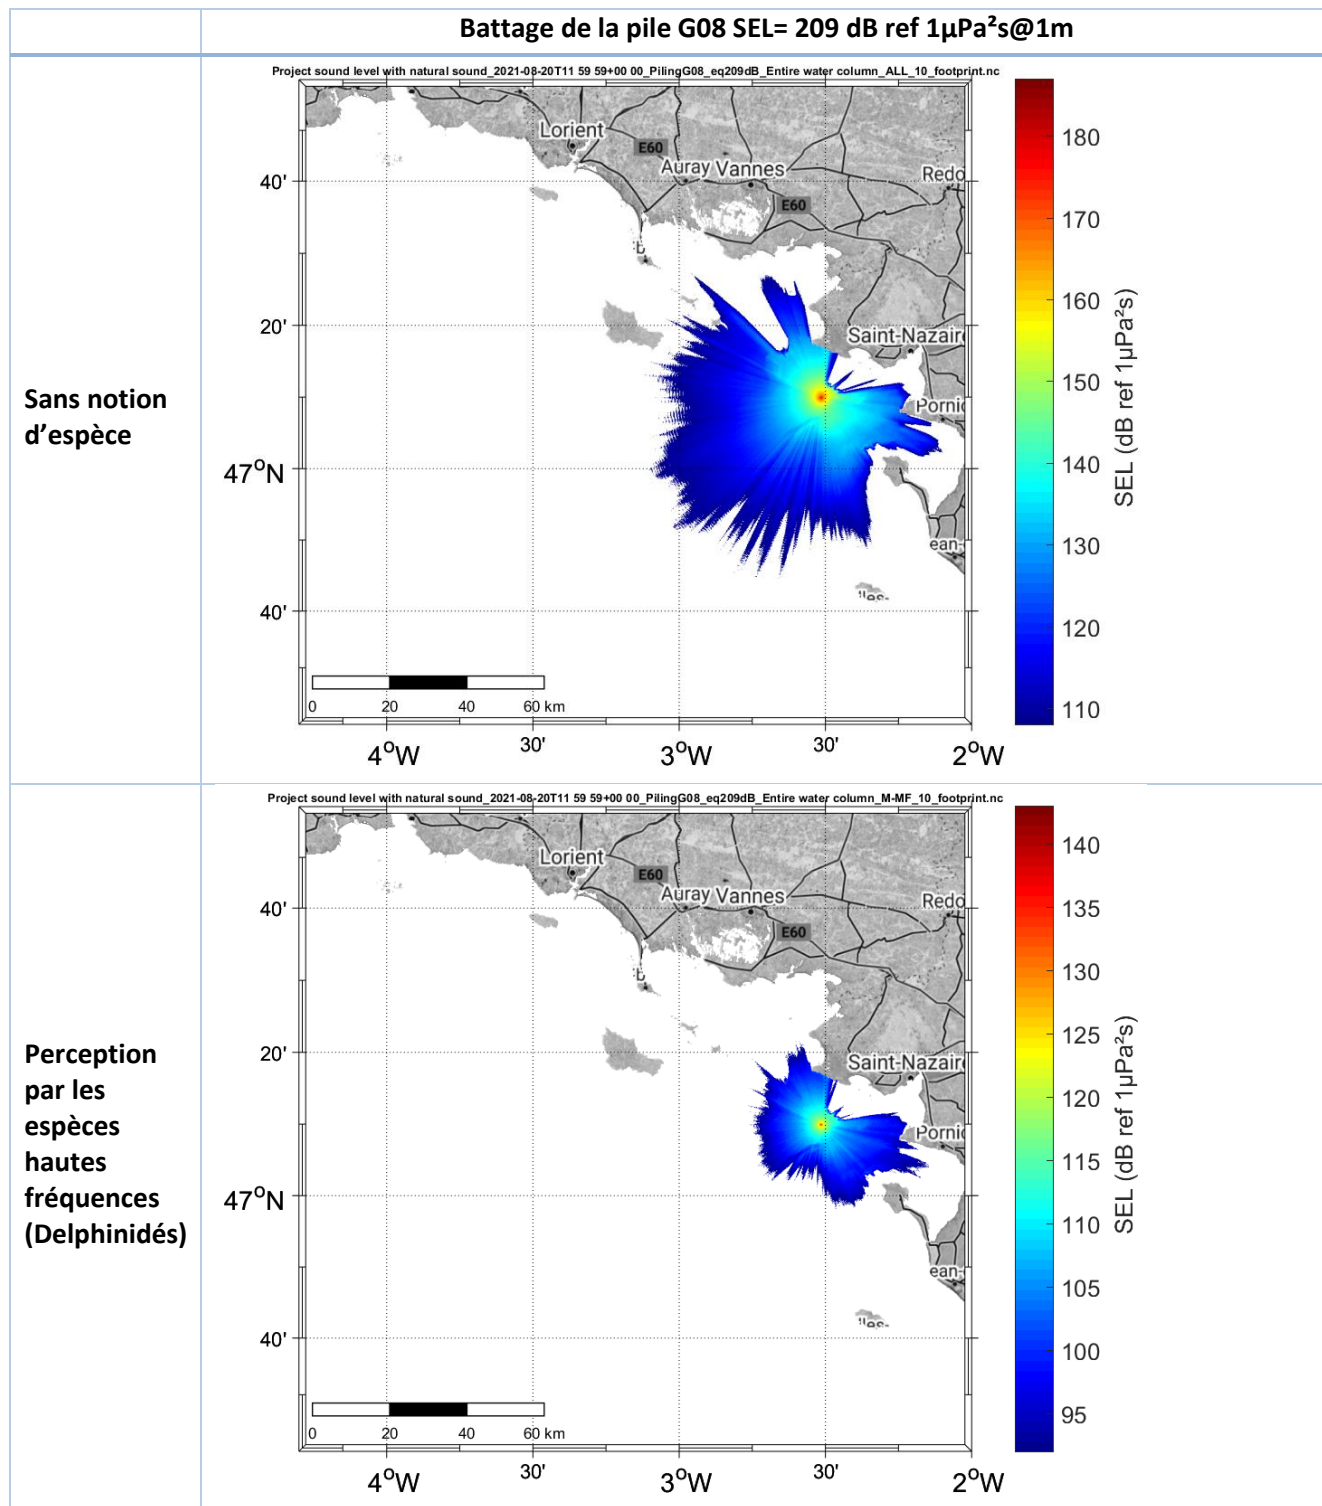 Battage de la pile G08 SEL= 209 dB ref 1µPa²s@1m
Sans notion
d'espèce
Project sound level with natural sound_2021-08-20T11 59 59+00 00_PilingG08_eq209dB_Entire water column_ALL_10_footprint.nc
Lorient
E60
Auray Vannes
Redo
E60
Saint-Nazaire
Pornic
ean-
40'
20'
47°N
40'
0 20 40 60 km
4°W 30' 3°W 30' 2°W
180
170
160
150
140
130
120
110
SEL (dB ref 1µPa²s)
Perception
par les
espèces
hautes
fréquences
(Delphinidés)
Project sound level with natural sound_2021-08-20T11 59 59+00 00_PilingG08_eq209dB_Entire water column_M-MF_10_footprint.nc
Lorient
E60
Auray Vannes
Redo
E60
Saint-Nazaire
Pornic
ean-
40'
20'
47°N
40'
0 20 40 60 km
4°W 30' 3°W 30' 2°W
140
135
130
125
120
115
110
105
100
95
SEL (dB ref 1µPa²s)